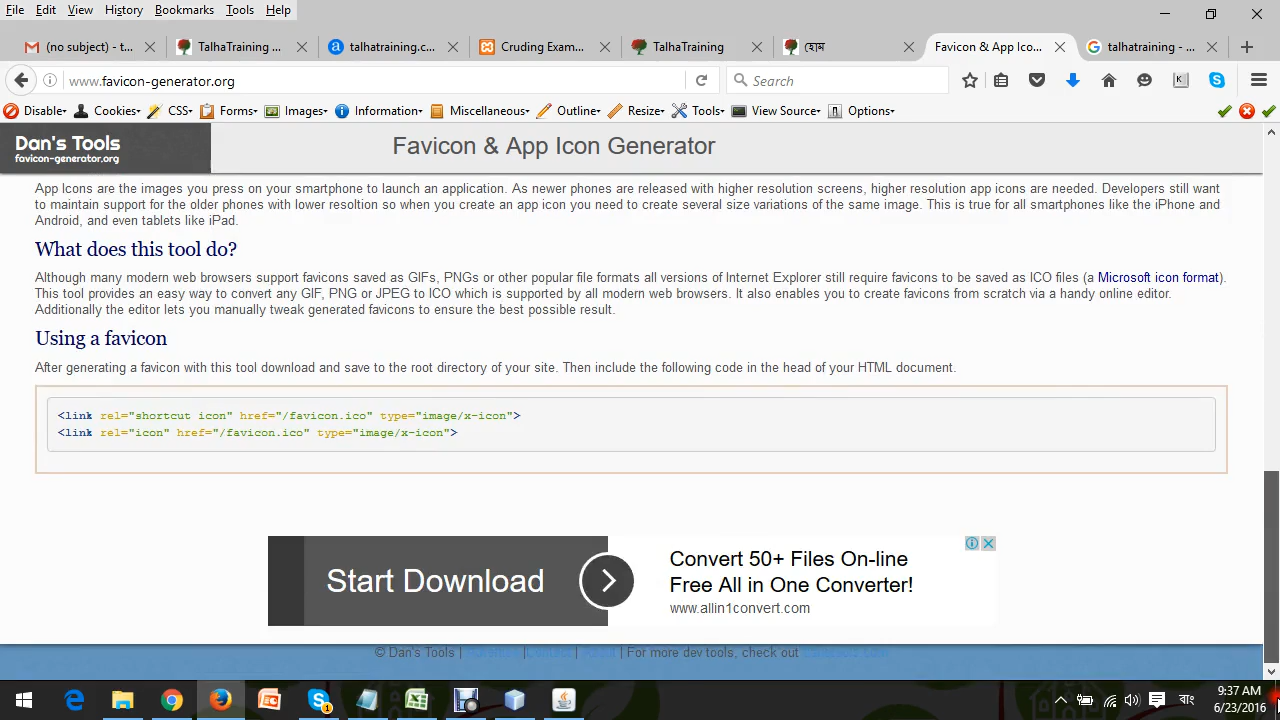 File Edit View History Bookmarks Tools Help
(no subject) - t... TalhaTraining ... talhatraining.c... Cruding Exam... TalhaTraining হোম Favicon & App Ico... talhatraining - ...
www.favicon-generator.org Search
Disable Cookies CSS Forms Images Information Miscellaneous Outline Resize Tools View Source Options
Dan's Tools
favicon-generator.org
Favicon & App Icon Generator
App Icons are the images you press on your smartphone to launch an application. As newer phones are released with higher resolution screens, higher resolution app icons are needed. Developers still want
to maintain support for the older phones with lower resoltion so when you create an app icon you need to create several size variations of the same image. This is true for all smartphones like the iPhone and
Android, and even tablets like iPad.
What does this tool do?
Although many modern web browsers support favicons saved as GIFs, PNGs or other popular file formats all versions of Internet Explorer still require favicons to be saved as ICO files (a Microsoft icon format).
This tool provides an easy way to convert any GIF, PNG or JPEG to ICO which is supported by all modern web browsers. It also enables you to create favicons from scratch via a handy online editor.
Additionally the editor lets you manually tweak generated favicons to ensure the best possible result.
Using a favicon
After generating a favicon with this tool download and save to the root directory of your site. Then include the following code in the head of your HTML document.
<link rel="shortcut icon" href="/favicon.ico" type="image/x-icon">
<link rel="icon" href="/favicon.ico" type="image/x-icon">
Start Download
Convert 50+ Files On-line
Free All in One Converter!
www.allin1convert.com
© Dan's Tools | | Contact | | For more dev tools, check out
1
বাং
9:37 AM
6/23/2016